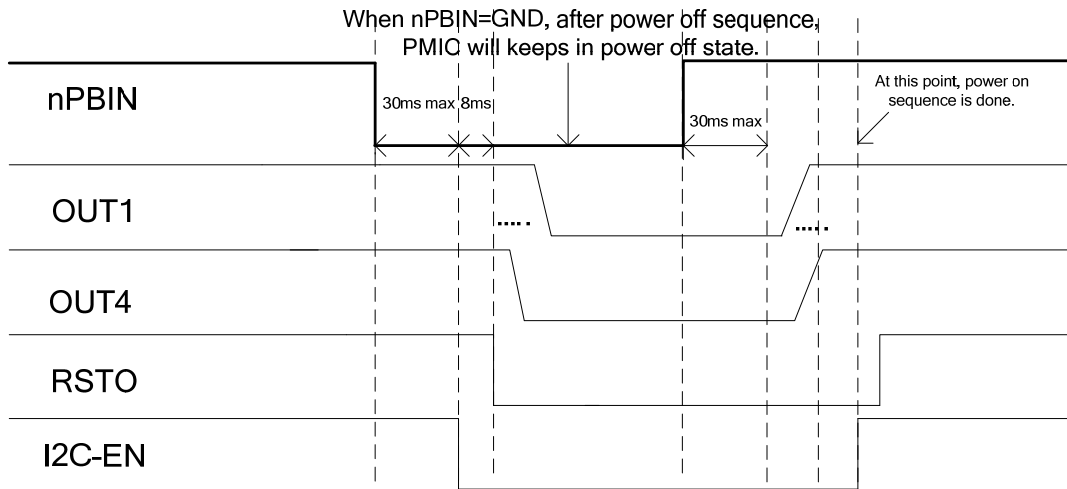 When nPBIN=GND, after power off sequence,
PMIC will keeps in power off state.
nPBIN
30ms max
8ms
30ms max
At this point, power on
sequence is done.
OUT1
.....
.....
OUT4
RSTO
I2C-EN